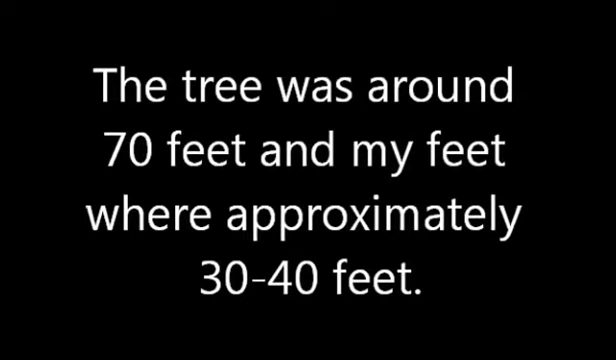 The tree was around
70 feet and my feet
where approximately
30-40 feet.